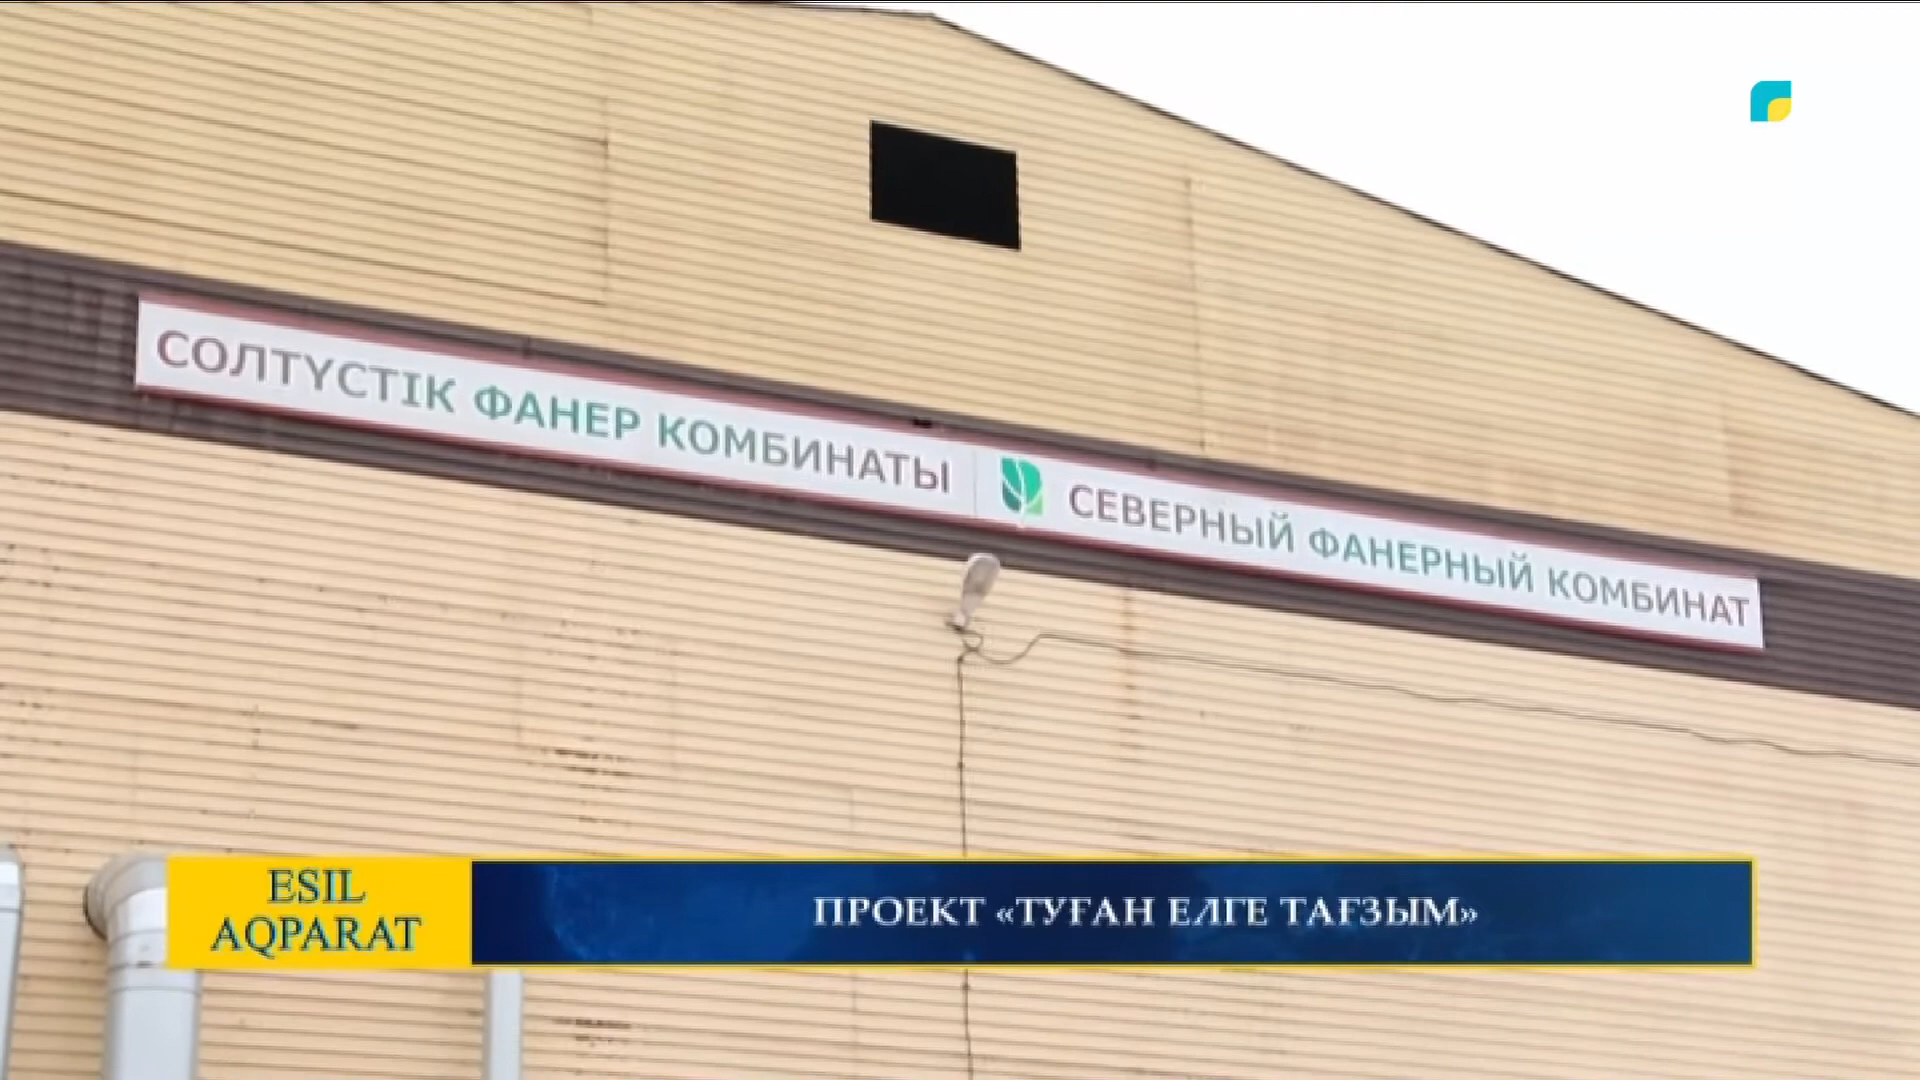 СОЛТҮСТІК ФАНЕР КОМБИНАТЫ
СЕВЕРНЫЙ ФАНЕРНЫЙ КОМБИНАТ
ESIL
AQPARAT
ПРОЕКТ «ТУҒАН ЕЛГЕ ТАҒЗЫМ»